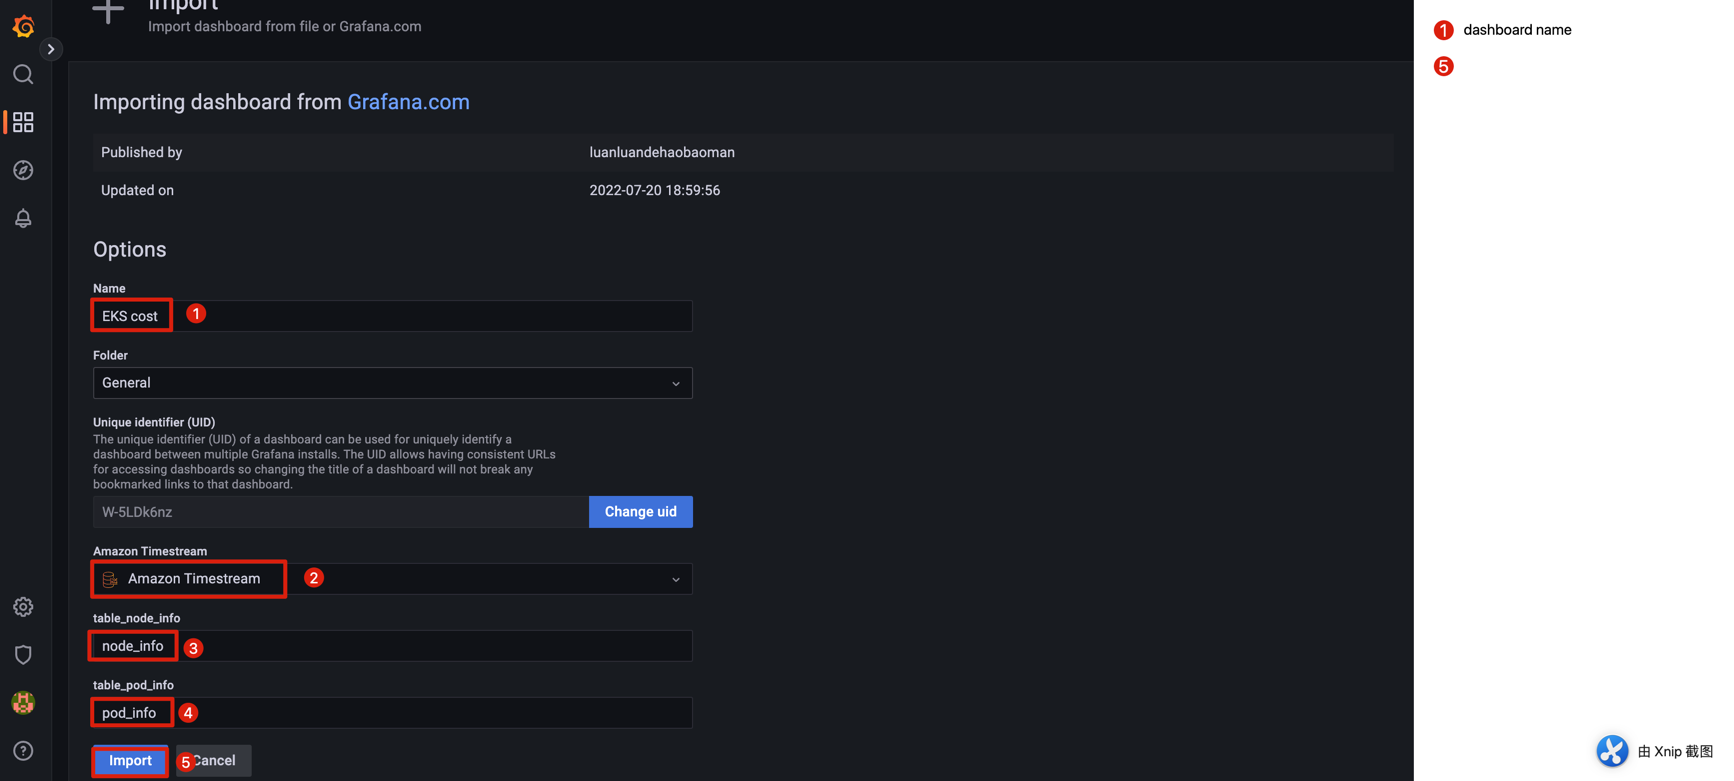 Import
Import dashboard from file or Grafana.com
Importing dashboard from Grafana.com
Published by luanluandehaobaoman
Updated on 2022-07-20 18:59:56
Options
Name
EKS cost 1
Folder
General
Unique identifier (UID)
The unique identifier (UID) of a dashboard can be used for uniquely identify a
dashboard between multiple Grafana installs. The UID allows having consistent URLs
for accessing dashboards so changing the title of a dashboard will not break any
bookmarked links to that dashboard.
W-5LDk6nz Change uid
Amazon Timestream
Amazon Timestream 2
table_node_info
node_info 3
table_pod_info
pod_info 4
Import 5 Cancel
1 dashboard name
5
由 Xnip 截图